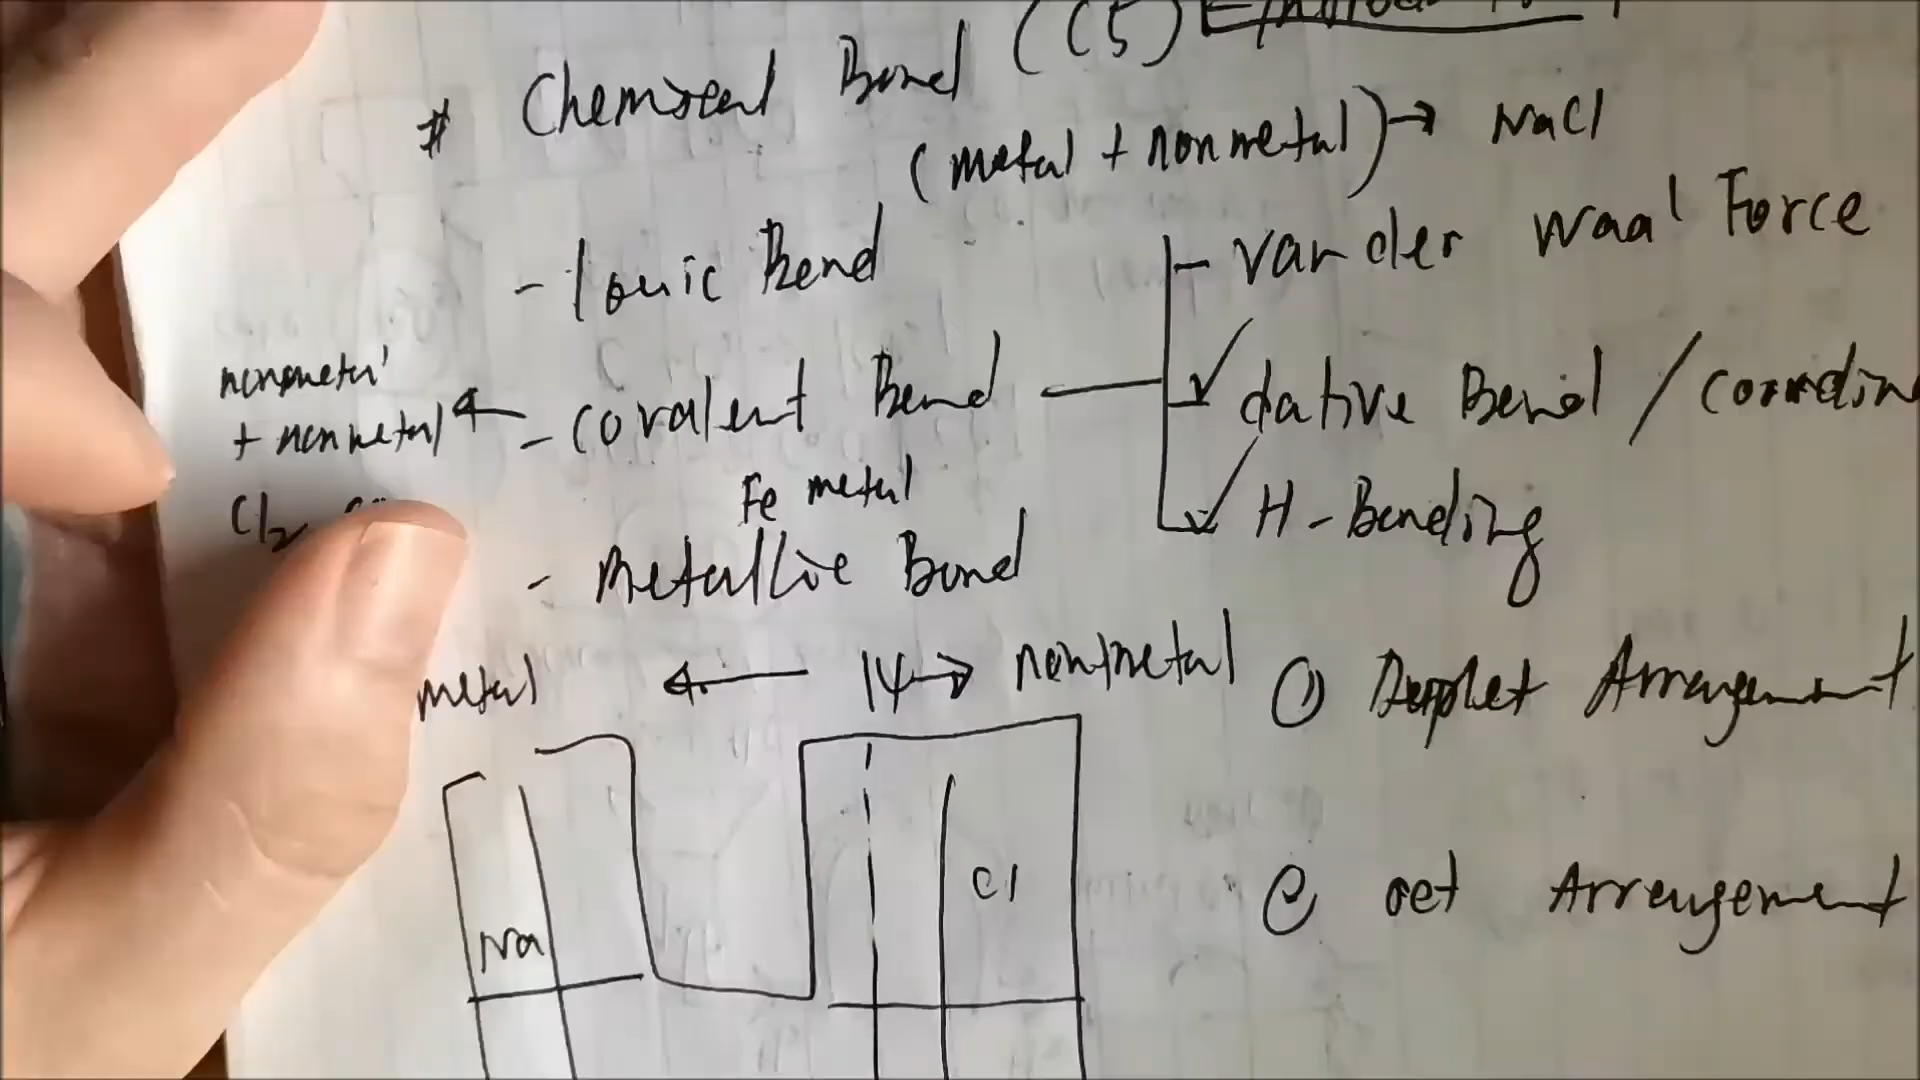 # Chemical Bond (C5)
(metal + nonmetal) → NaCl
- Ionic Bond
- Van der Waal Force
nonmetal
+ nonmetal ← - Covalent Bond
✓ dative Bond / coordin
Cl2
Fe metal
✓ H-Bonding
- Metallic Bond
metal ← 14 → nonmetal
① Duplet Arrangement
Na
Cl
② oct Arrangement